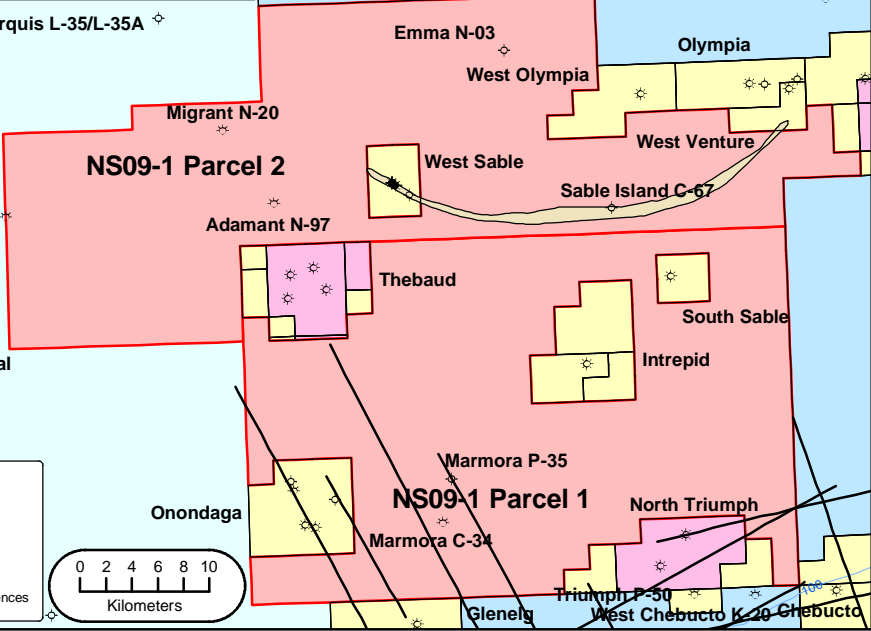 rquis L-35/L-35A
Emma N-03
Olympia
West Olympia
Migrant N-20
West Venture
NS09-1 Parcel 2
West Sable
Sable Island C-67
Adamant N-97
Thebaud
South Sable
Intrepid
al
Marmora P-35
NS09-1 Parcel 1
North Triumph
Onondaga
Marmora C-34
0 2 4 6 8 10
Kilometers
ences
Triumph P-50
100
Glenelg
West Chebucto K-20
Chebucto